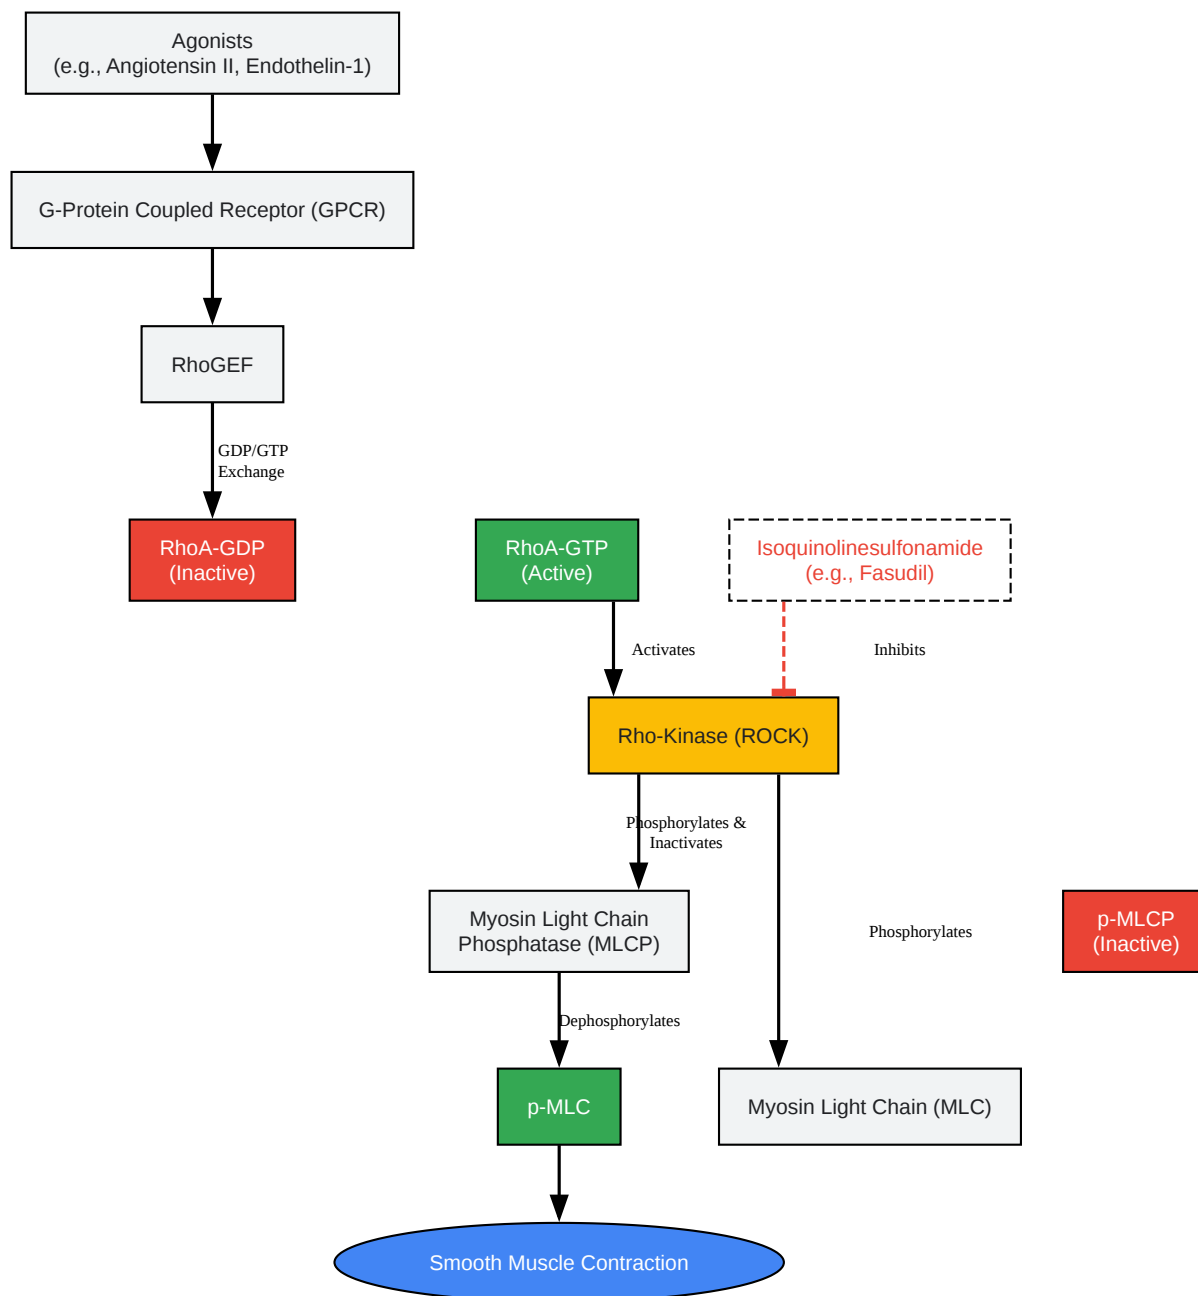 Agonists
(e.g., Angiotensin II, Endothelin-1)
G-Protein Coupled Receptor (GPCR)
RhoGEF
GDP/GTP
Exchange
RhoA-GDP
(Inactive)
RhoA-GTP
(Active)
Isoquinolinesulfonamide
(e.g., Fasudil)
Activates
Inhibits
Rho-Kinase (ROCK)
Phosphorylates &
Inactivates
Myosin Light Chain
Phosphatase (MLCP)
Phosphorylates
p-MLCP
(Inactive)
Dephosphorylates
p-MLC
Myosin Light Chain (MLC)
Smooth Muscle Contraction